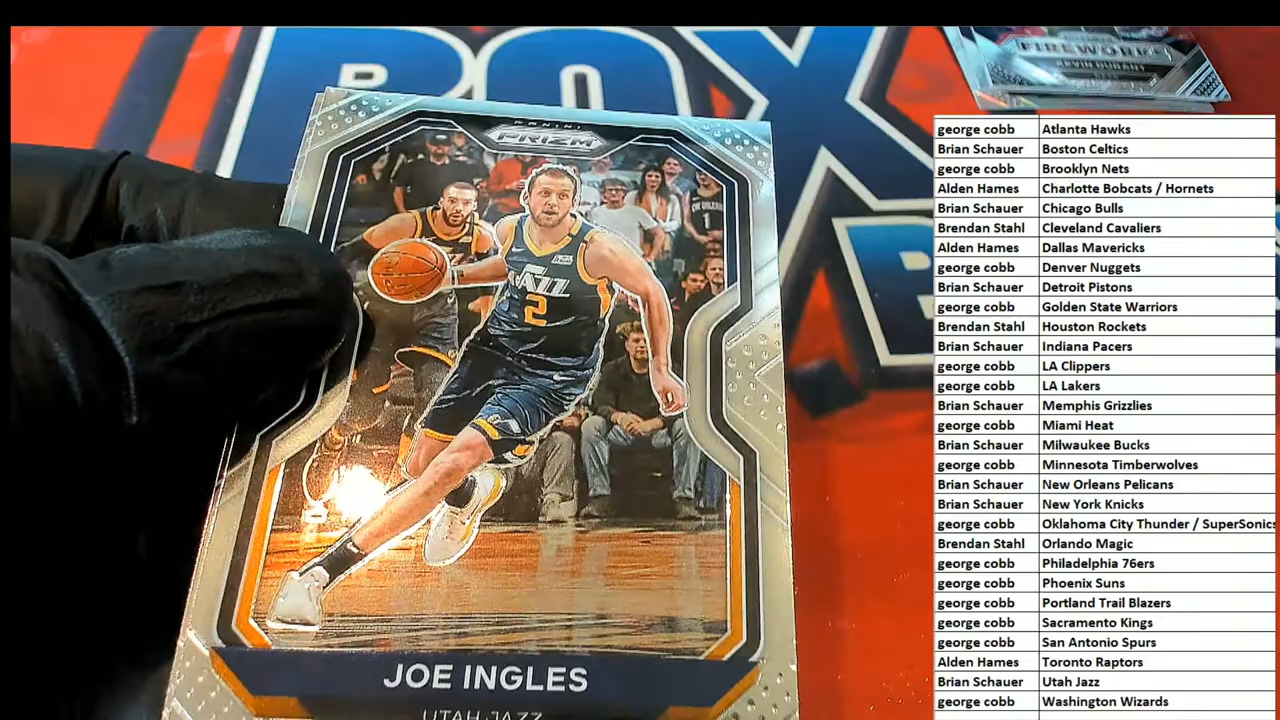 BOX
FIREWORKS
KEVIN DURANT
PANINI
PRIZM
JAZZ
2
1
JOE INGLES
UTAH JAZZ
george cobb Atlanta Hawks
Brian Schauer Boston Celtics
george cobb Brooklyn Nets
Alden Hames Charlotte Bobcats / Hornets
Brian Schauer Chicago Bulls
Brendan Stahl Cleveland Cavaliers
Alden Hames Dallas Mavericks
george cobb Denver Nuggets
Brian Schauer Detroit Pistons
george cobb Golden State Warriors
Brendan Stahl Houston Rockets
Brian Schauer Indiana Pacers
george cobb LA Clippers
george cobb LA Lakers
Brian Schauer Memphis Grizzlies
george cobb Miami Heat
Brian Schauer Milwaukee Bucks
george cobb Minnesota Timberwolves
Brian Schauer New Orleans Pelicans
Brian Schauer New York Knicks
george cobb Oklahoma City Thunder / SuperSonics
Brendan Stahl Orlando Magic
george cobb Philadelphia 76ers
george cobb Phoenix Suns
george cobb Portland Trail Blazers
george cobb Sacramento Kings
george cobb San Antonio Spurs
Alden Hames Toronto Raptors
Brian Schauer Utah Jazz
george cobb Washington Wizards